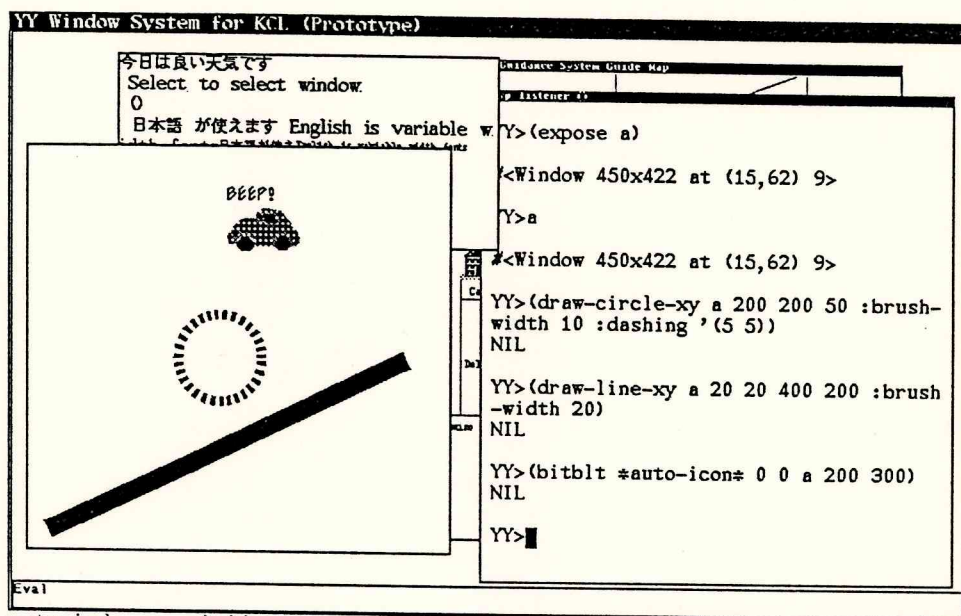 YY Window System for KCL (Prototype)
今日は良い天気です
Select to select window.
0
日本語 が使えます English is variable w
Guidance System Guide Map
BEEP!
YY>(expose a)
#<Window 450x422 at (15,62) 9>
YY>a
#<Window 450x422 at (15,62) 9>
YY>(draw-circle-xy a 200 200 50 :brush-
width 10 :dashing '(5 5))
NIL
YY>(draw-line-xy a 20 20 400 200 :brush
-width 20)
NIL
YY>(bitblt *auto-icon* 0 0 a 200 300)
NIL
YY>
Eval